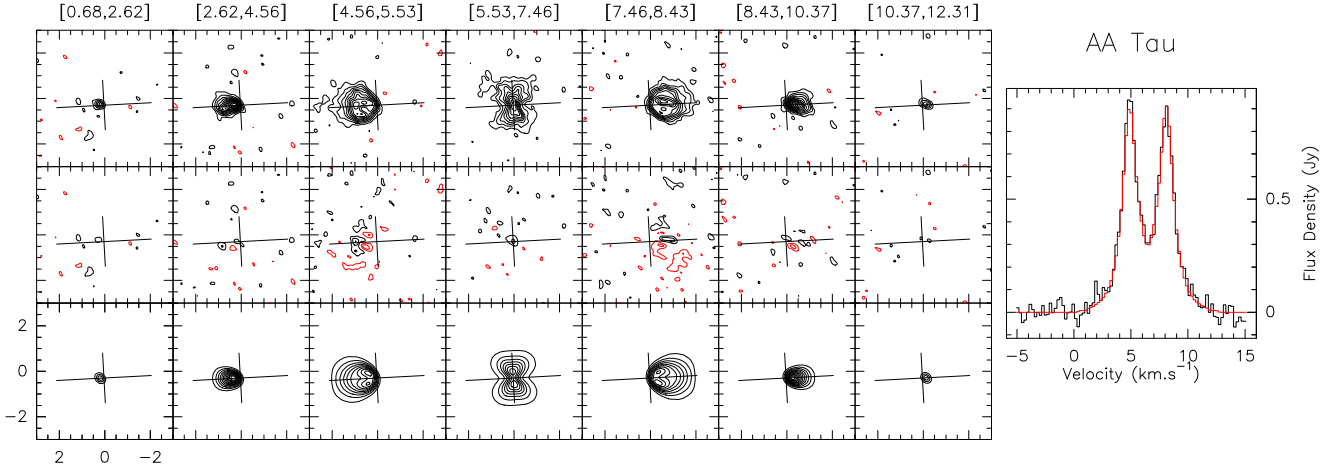 [0.68,2.62] [2.62,4.56] [4.56,5.53] [5.53,7.46] [7.46,8.43] [8.43,10.37] [10.37,12.31]
AA Tau
0.5
0
Flux Density (Jy)
−5 0 5 10 15
Velocity (km.s⁻¹)
2
0
−2
2 0 −2